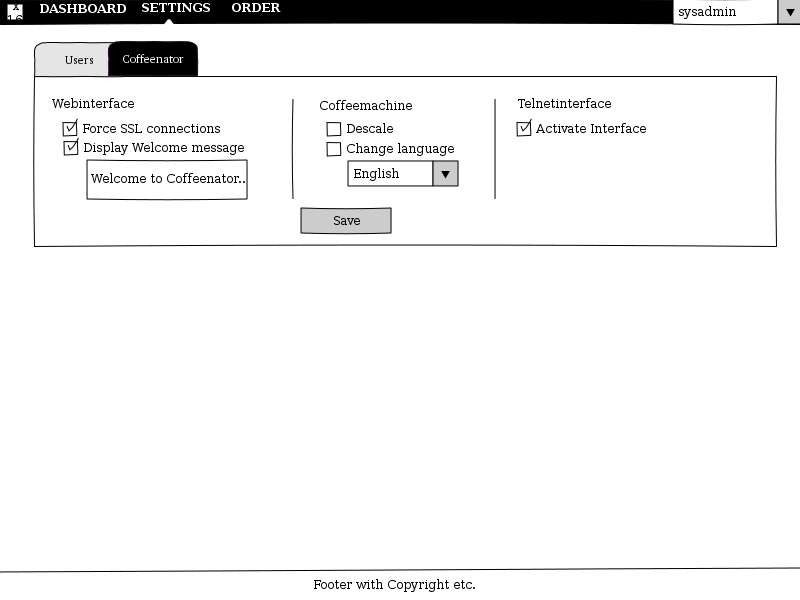 DASHBOARD SETTINGS ORDER sysadmin
Users Coffeenator
Webinterface
Force SSL connections
Display Welcome message
Welcome to Coffeenator..
Coffeemachine
Descale
Change language
English
Telnetinterface
Activate Interface
Save
Footer with Copyright etc.